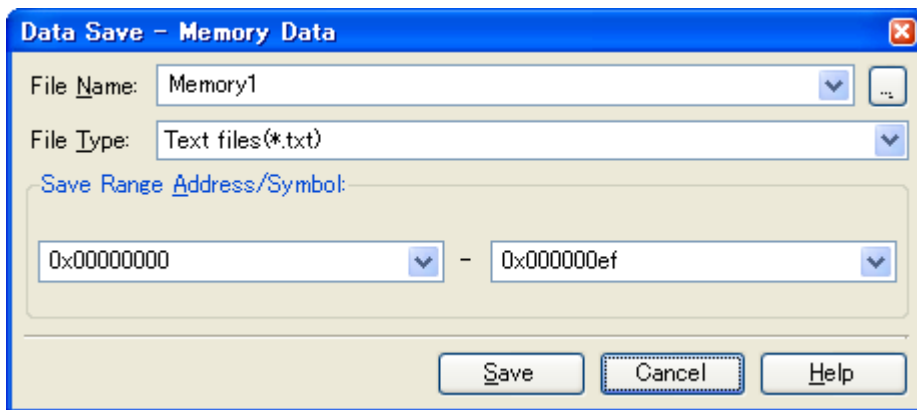 Data Save - Memory Data
File Name: Memory1 ...
File Type: Text files(*.txt)
Save Range Address/Symbol:
0x00000000 - 0x000000ef
Save Cancel Help